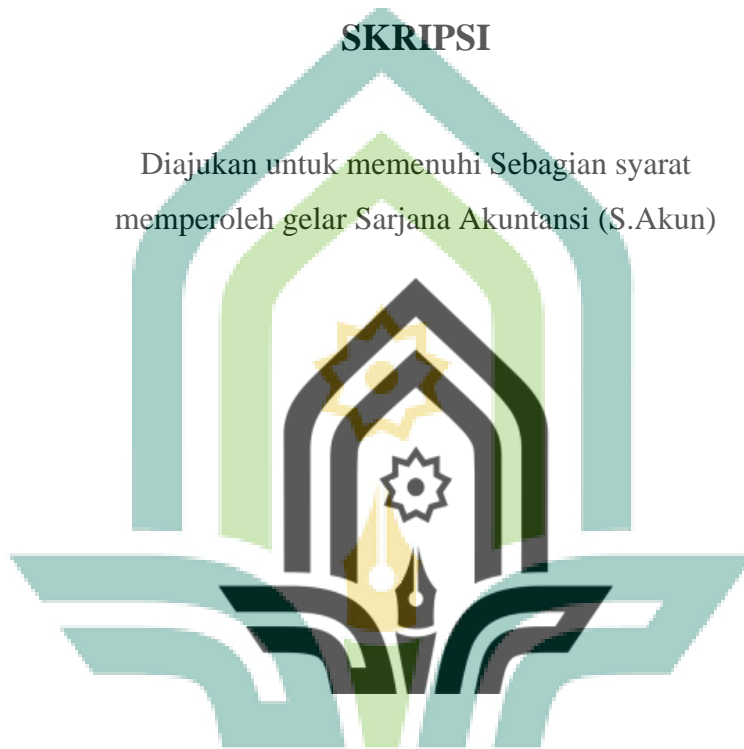 SKRIPSI
Diajukan untuk memenuhi Sebagian syarat
memperoleh gelar Sarjana Akuntansi (S.Akun)